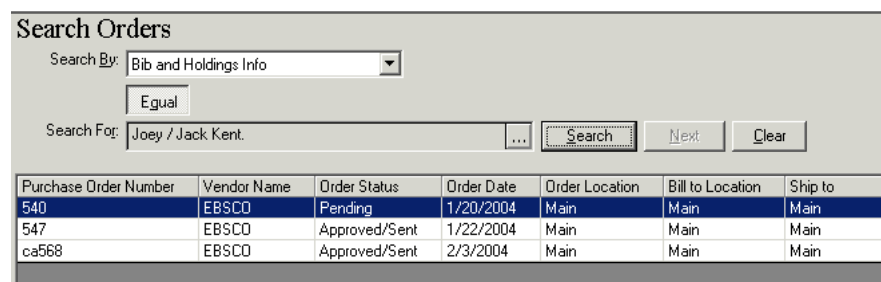 Search Orders
Search By: Bib and Holdings Info
Equal
Search For: Joey / Jack Kent. ... Search Next Clear
Purchase Order Number Vendor Name Order Status Order Date Order Location Bill to Location Ship to
540 EBSCO Pending 1/20/2004 Main Main Main
547 EBSCO Approved/Sent 1/22/2004 Main Main Main
ca568 EBSCO Approved/Sent 2/3/2004 Main Main Main